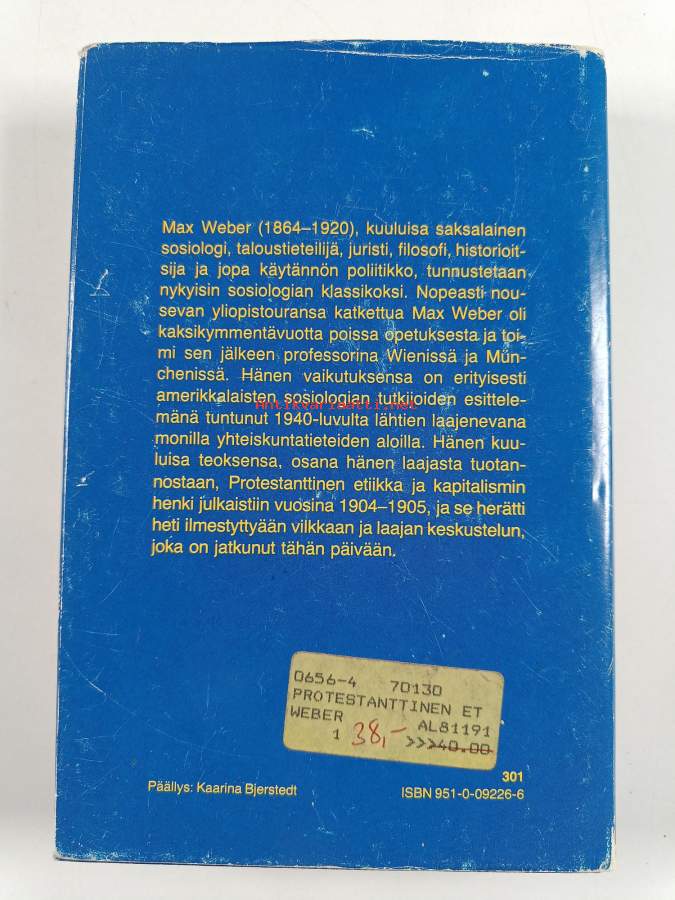 Max Weber (1864–1920), kuuluisa saksalainen
sosiologi, taloustieteilijä, juristi, filosofi, historioit-
sija ja jopa käytännön poliitikko, tunnustetaan
nykyisin sosiologian klassikoksi. Nopeasti nou-
sevan yliopistouransa katkettua Max Weber oli
kaksikymmentävuotta poissa opetuksesta ja toi-
mi sen jälkeen professorina Wienissä ja Mün-
chenissä. Hänen vaikutuksensa on erityisesti
amerikkalaisten sosiologian tutkijoiden esittele-
Antikvariaatti.net
mänä tuntunut 1940-luvulta lähtien laajenevana
monilla yhteiskuntatieteiden aloilla. Hänen kuu-
luisa teoksensa, osana hänen laajasta tuotan-
nostaan, Protestanttinen etiikka ja kapitalismin
henki julkaistiin vuosina 1904–1905, ja se herätti
heti ilmestyttyään vilkkaan ja laajan keskustelun,
joka on jatkunut tähän päivään.
0656-4 70130
PROTESTANTTINEN ET
WEBER AL81191
1 38,- >>>40.00
301
Päällys: Kaarina Bjerstedt ISBN 951-0-09226-6